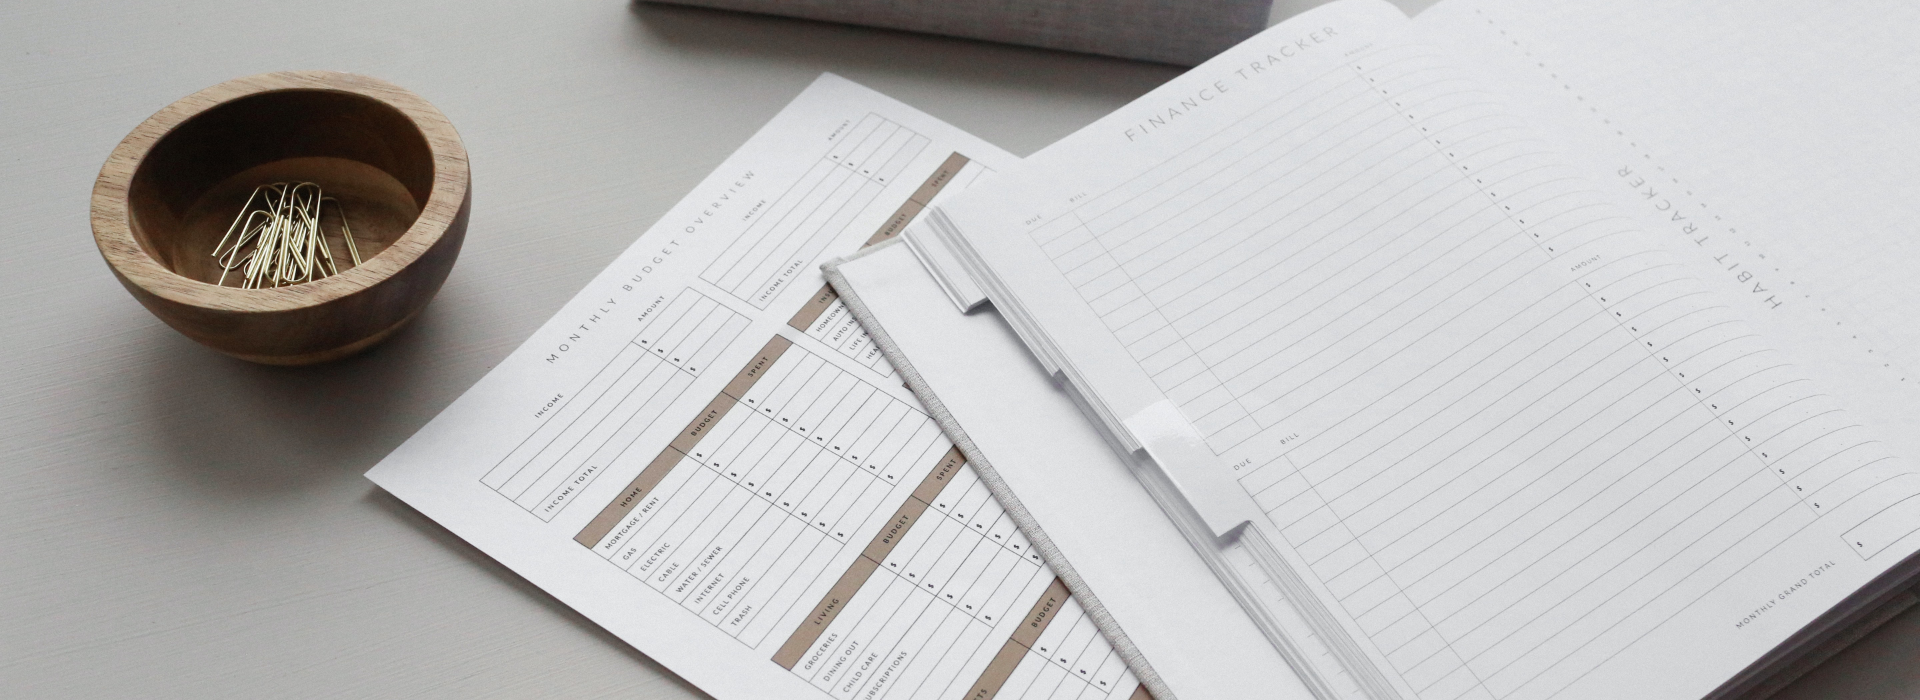 MONTHLY BUDGET OVERVIEW
INCOME
AMOUNT
$
$
$
$
INCOME TOTAL
INCOME
AMOUNT
$
$
$
$
INCOME TOTAL
HOME
BUDGET
SPENT
MORTGAGE / RENT
GAS
ELECTRIC
CABLE
WATER / SEWER
INTERNET
CELL PHONE
TRASH
BUDGET
SPENT
HOMEOW
AUTO IN
LIFE IN
HEA
LIVING
BUDGET
SPENT
GROCERIES
DINING OUT
CHILD CARE
UBSCRIPTIONS
BUDGET
FINANCE TRACKER
DUE
BILL
AMOUNT
DUE
BILL
AMOUNT
MONTHLY GRAND TOTAL
$
HABIT TRACKER